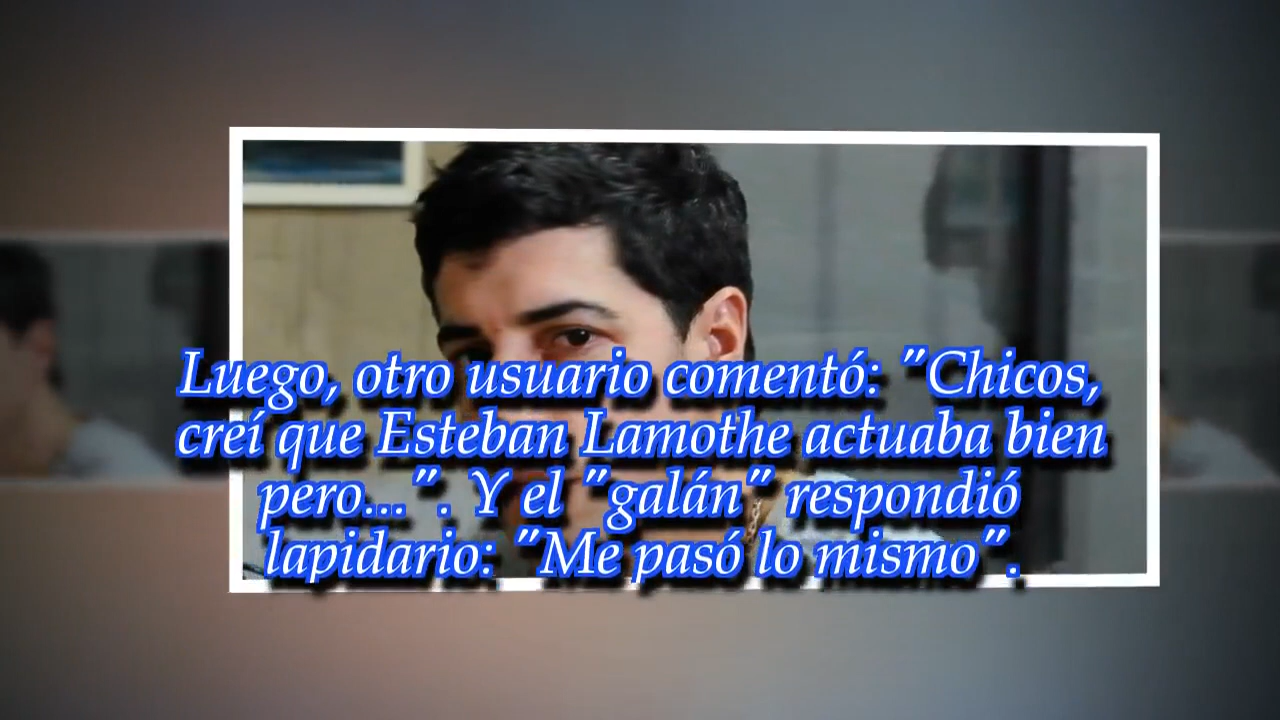 Luego, otro usuario comentó: "Chicos,
creí que Esteban Lamothe actuaba bien
pero...". Y el "galán" respondió
lapidario: "Me pasó lo mismo".